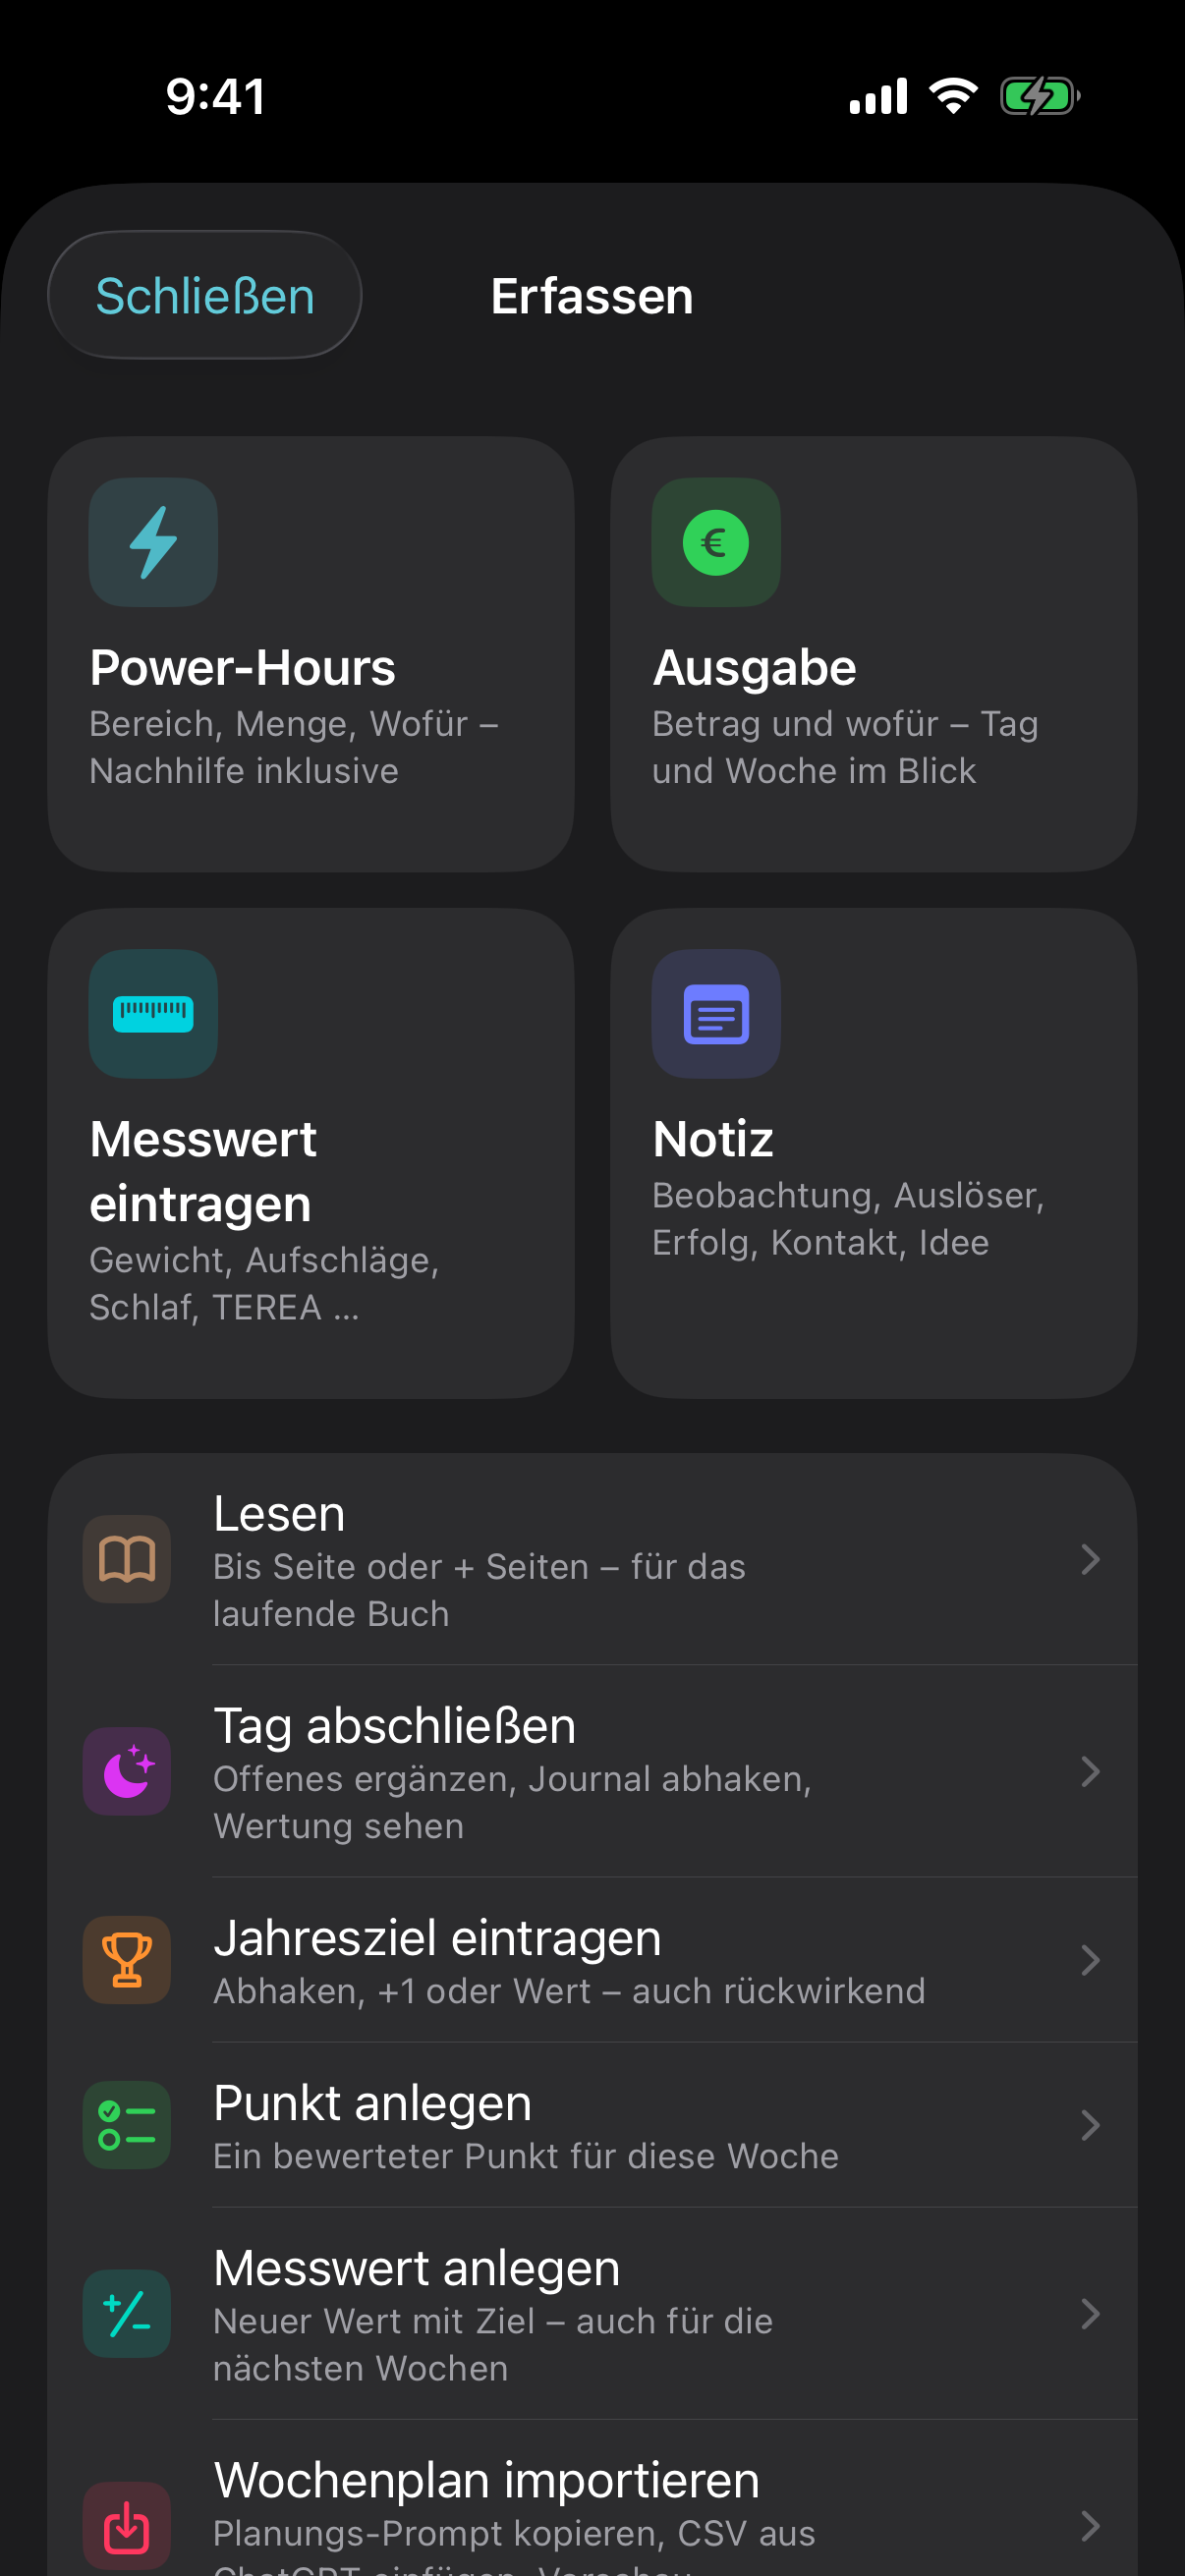 9:41
Schließen
Erfassen
Power-Hours
Bereich, Menge, Wofür –
Nachhilfe inklusive
€
Ausgabe
Betrag und wofür – Tag
und Woche im Blick
Messwert
eintragen
Gewicht, Aufschläge,
Schlaf, TEREA ...
Notiz
Beobachtung, Auslöser,
Erfolg, Kontakt, Idee
Lesen
Bis Seite oder + Seiten – für das
laufende Buch
Tag abschließen
Offenes ergänzen, Journal abhaken,
Wertung sehen
Jahresziel eintragen
Abhaken, +1 oder Wert – auch rückwirkend
Punkt anlegen
Ein bewerteter Punkt für diese Woche
Messwert anlegen
Neuer Wert mit Ziel – auch für die
nächsten Wochen
Wochenplan importieren
Planungs-Prompt kopieren, CSV aus
ChatGPT einfügen, Vorschau